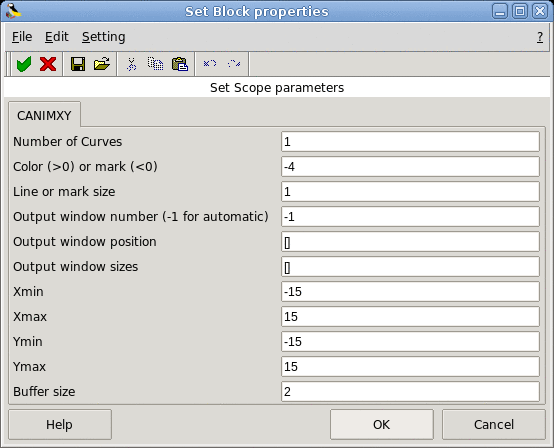 Set Block properties
File Edit Setting ?
Set Scope parameters
CANIMXY
Number of Curves 1
Color (>0) or mark (<0) -4
Line or mark size 1
Output window number (-1 for automatic) -1
Output window position []
Output window sizes []
Xmin -15
Xmax 15
Ymin -15
Ymax 15
Buffer size 2
Help OK Cancel